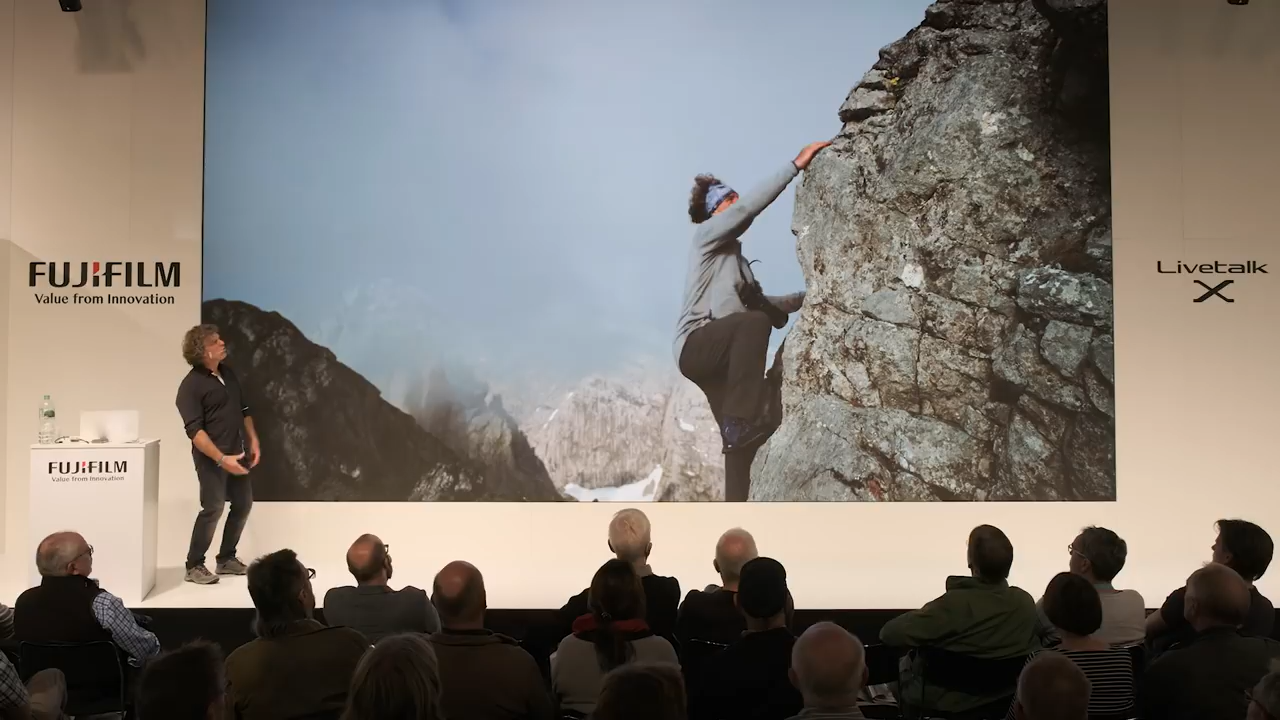 FUJIFILM
Value from Innovation
Livetalk
X
FUJIFILM
Value from Innovation